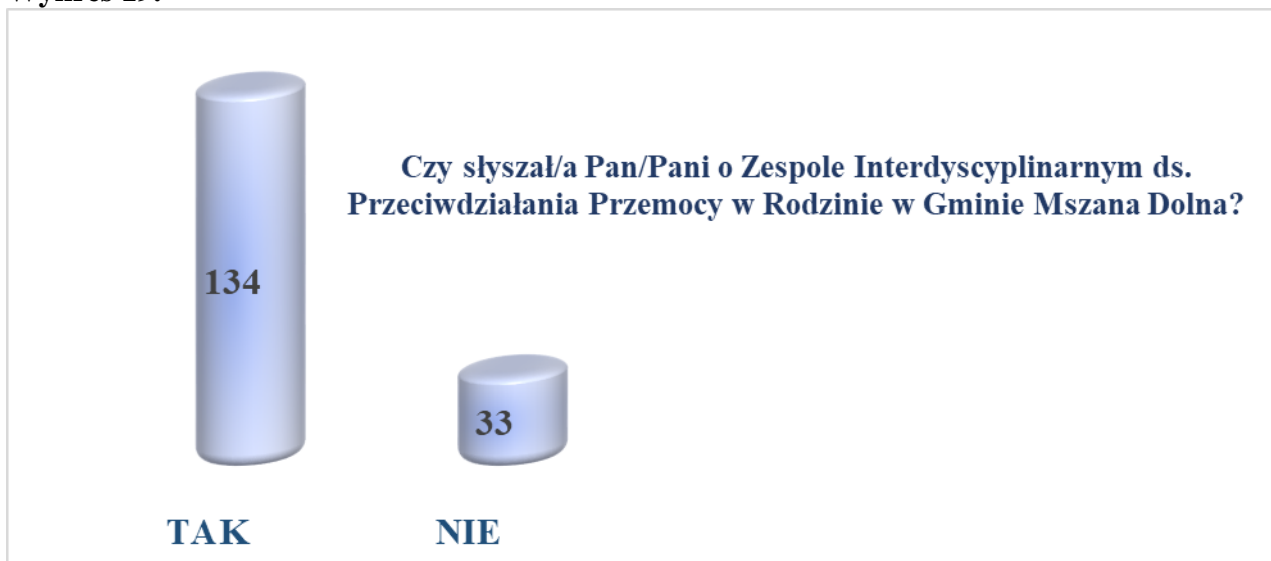 Czy słyszał/a Pan/Pani o Zespole Interdyscyplinarnym ds.
Przeciwdziałania Przemocy w Rodzinie w Gminie Mszana Dolna?
134
33
TAK NIE